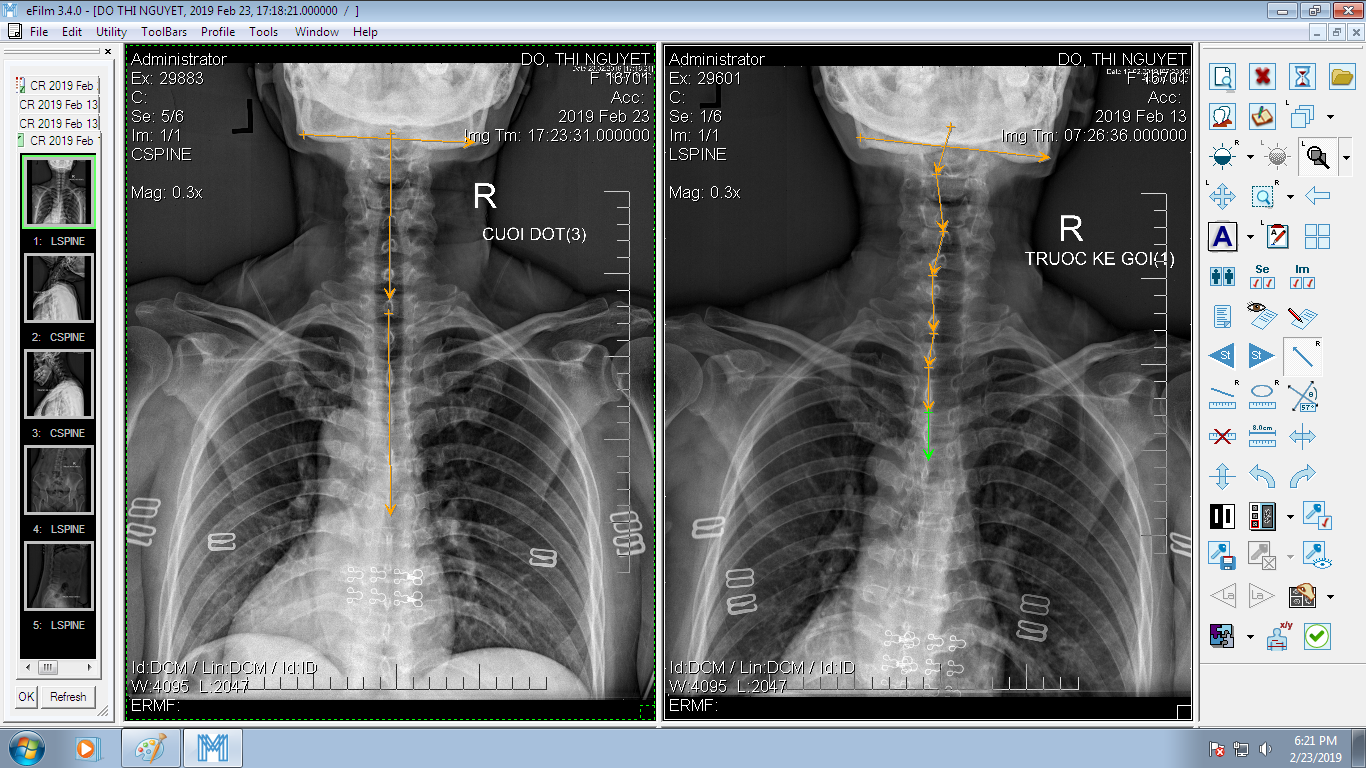 eFilm 3.4.0 - [DO THI NGUYET, 2019 Feb 23, 17:18:21.000000 / ]
File Edit Utility ToolBars Profile Tools Window Help
CR 2019 Feb
CR 2019 Feb 13
CR 2019 Feb 13
CR 2019 Feb
1: LSPINE
2: CSPINE
3: CSPINE
4: LSPINE
5: LSPINE
OK Refresh
Administrator
Ex: 29883
C:
Se: 5/6
Im: 1/1
CSPINE
Mag: 0.3x
DO, THI NGUYET
Acc:
2019 Feb 23
Img Tm: 17:23:31.000000
R
CUOI DOT(3)
Id:DCM / Lin:DCM / Id:ID
W:4095 L:2047
ERMF:
Administrator
Ex: 29601
C:
Se: 1/6
Im: 1/1
LSPINE
Mag: 0.3x
DO, THI NGUYET
Acc:
2019 Feb 13
Img Tm: 07:26:36.000000
R
TRUOC KE GOI(1)
Id:DCM / Lin:DCM / Id:ID
W:4095 L:2047
ERMF:
R
L
L
L
R
L
R
A
L
Se Im
St St R
R R
57°
8.0cm
La La
x/y
6:21 PM
2/23/2019